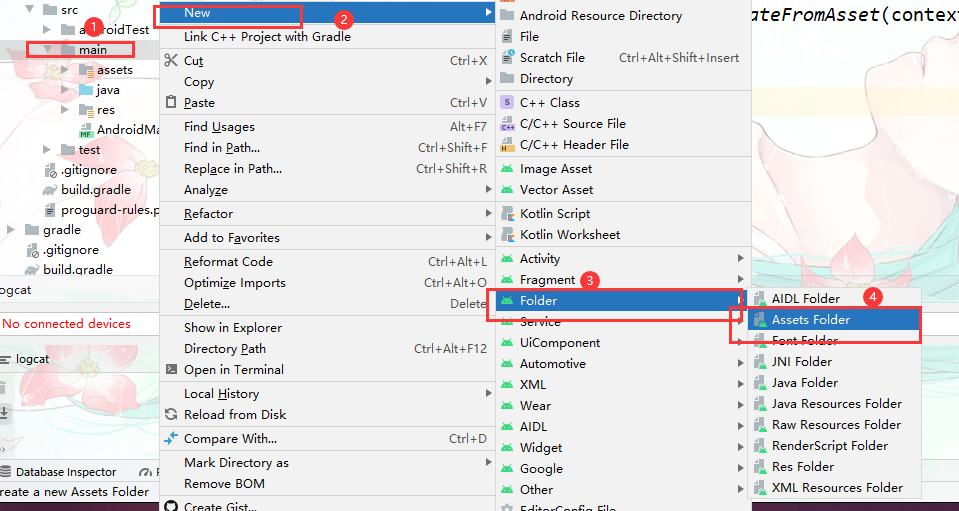 src
androidTest
main
assets
java
res
AndroidMa
test
.gitignore
build.gradle
proguard-rules.p
gradle
.gitignore
build.gradle
ogcat
No connected devices
logcat
Database Inspector
reate a new Assets Folder
1
New
2
Link C++ Project with Gradle
Cut Ctrl+X
Copy
Paste Ctrl+V
Find Usages Alt+F7
Find in Path... Ctrl+Shift+F
Replace in Path... Ctrl+Shift+R
Analyze
Refactor
Add to Favorites
Reformat Code Ctrl+Alt+L
Optimize Imports Ctrl+Alt+O
Delete... Delete
Show in Explorer
Directory Path Ctrl+Alt+F12
Open in Terminal
Local History
Reload from Disk
Compare With... Ctrl+D
Mark Directory as
Remove BOM
Create Gist...
Android Resource Directory
File
Scratch File Ctrl+Alt+Shift+Insert
Directory
C++ Class
C/C++ Source File
C/C++ Header File
Image Asset
Vector Asset
Kotlin Script
Kotlin Worksheet
Activity
Fragment
3
Folder
Service
UiComponent
Automotive
XML
Wear
AIDL
Widget
Google
Other
EditorConfig File
ateFromAsset(context
AIDL Folder
4
Assets Folder
Font Folder
JNI Folder
Java Folder
Java Resources Folder
Raw Resources Folder
RenderScript Folder
Res Folder
XML Resources Folder